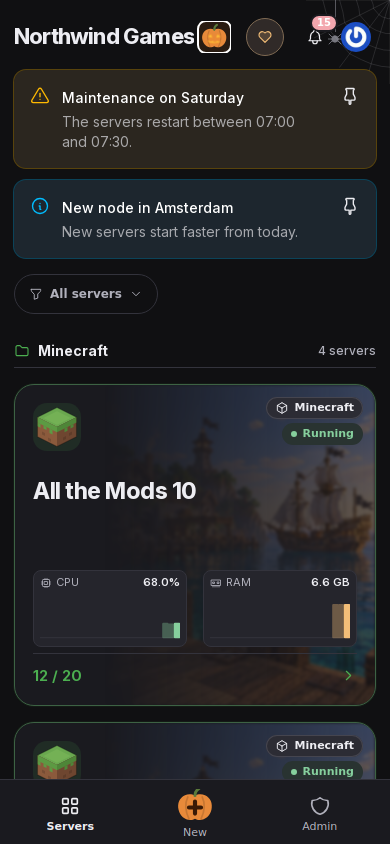 Northwind Games
15
Maintenance on Saturday
The servers restart between 07:00
and 07:30.
New node in Amsterdam
New servers start faster from today.
All servers
Minecraft
4 servers
Minecraft
Running
All the Mods 10
CPU
68.0%
RAM
6.6 GB
12 / 20
Minecraft
Running
Servers
New
Admin